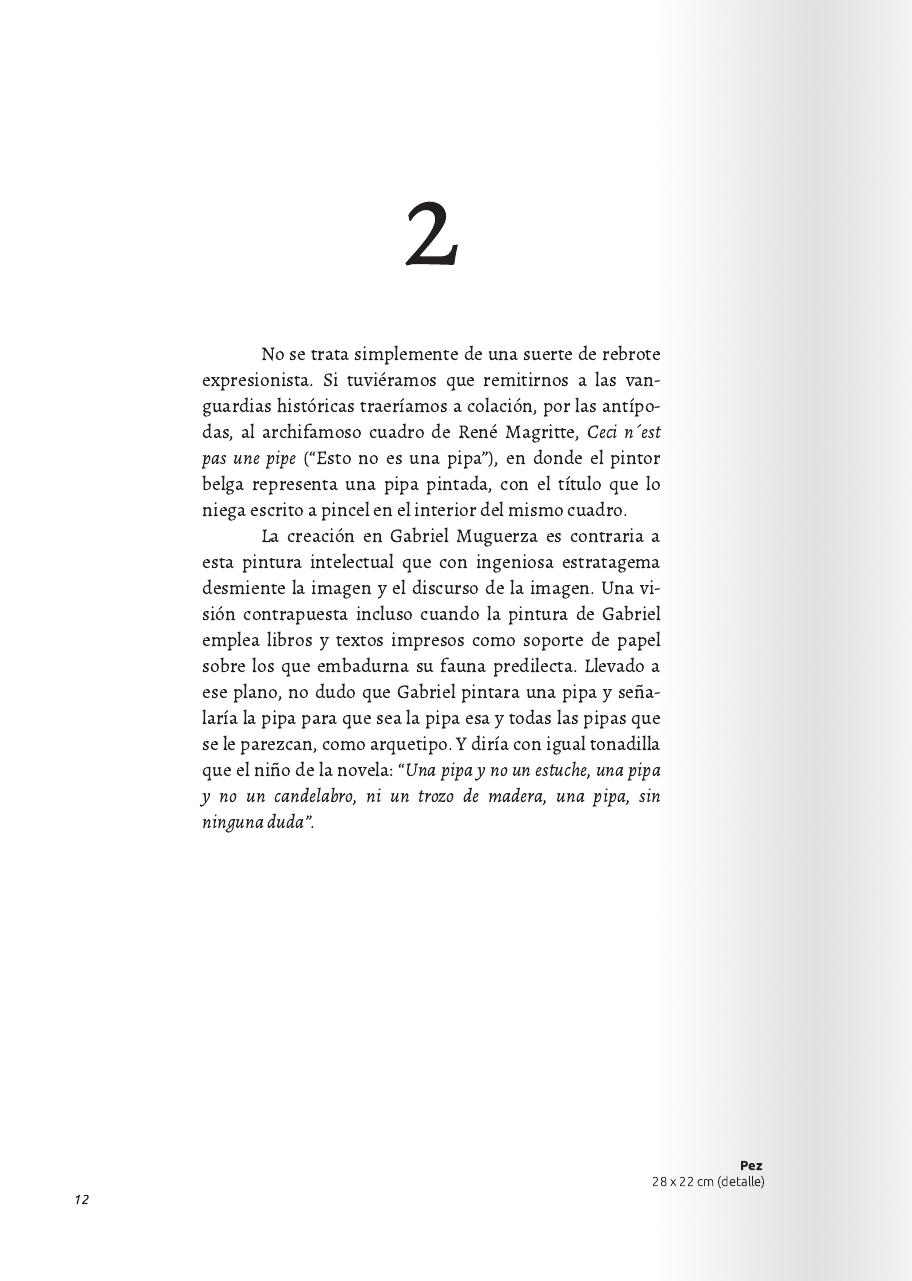 2
No se trata simplemente de una suerte de rebrote
expresionista. Si tuviéramos que remitirnos a las van-
guardias históricas traeríamos a colación, por las antípo-
das, al archifamoso cuadro de René Magritte, Ceci n´est
pas une pipe (“Esto no es una pipa”), en donde el pintor
belga representa una pipa pintada, con el título que lo
niega escrito a pincel en el interior del mismo cuadro.
La creación en Gabriel Muguerza es contraria a
esta pintura intelectual que con ingeniosa estratagema
desmiente la imagen y el discurso de la imagen. Una vi-
sión contrapuesta incluso cuando la pintura de Gabriel
emplea libros y textos impresos como soporte de papel
sobre los que embadurna su fauna predilecta. Llevado a
ese plano, no dudo que Gabriel pintara una pipa y seña-
laría la pipa para que sea la pipa esa y todas las pipas que
se le parezcan, como arquetipo. Y diría con igual tonadilla
que el niño de la novela: “Una pipa y no un estuche, una pipa
y no un candelabro, ni un trozo de madera, una pipa, sin
ninguna duda”.
Pez
28 x 22 cm (detalle)
12